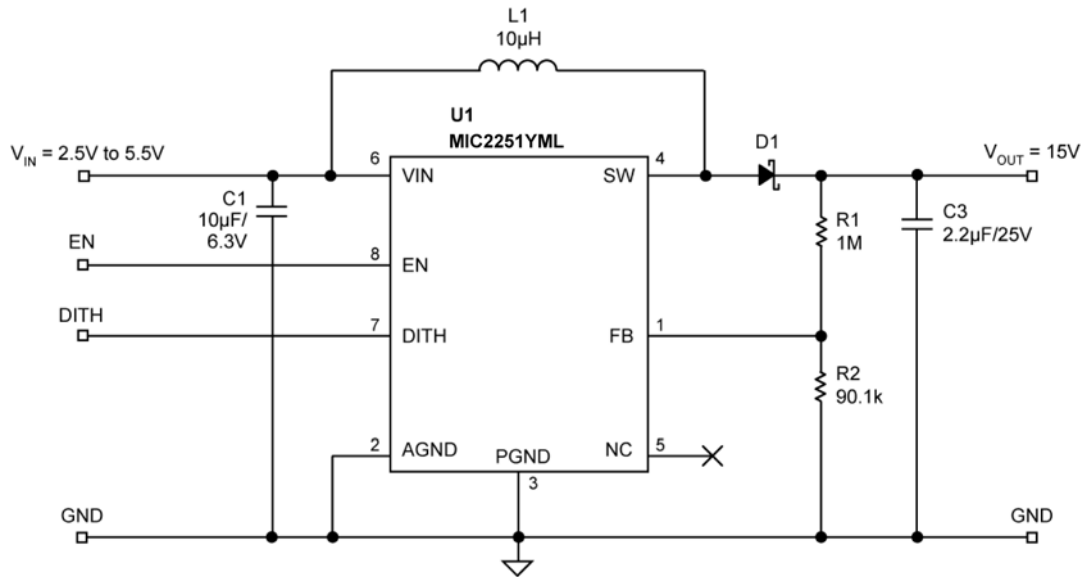 L1
10µH
U1
MIC2251YML
V_IN = 2.5V to 5.5V
6
VIN
SW
4
D1
V_OUT = 15V
C1
10µF/
6.3V
R1
1M
C3
2.2µF/25V
EN
8
EN
DITH
7
DITH
FB
1
R2
90.1k
2
AGND
PGND
3
NC
5
GND
GND